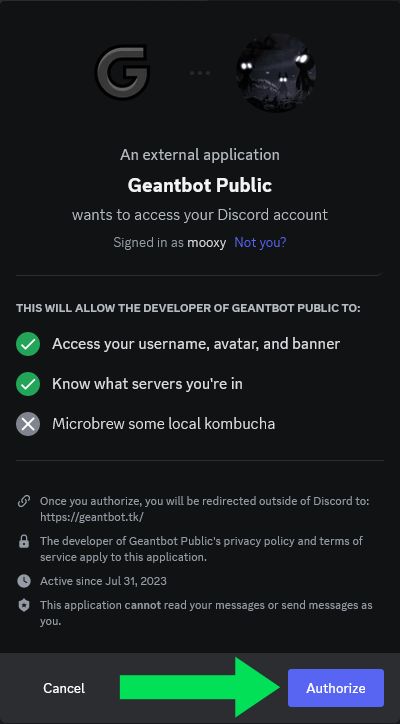 An external application
Geantbot Public
wants to access your Discord account
Signed in as mooxy Not you?
THIS WILL ALLOW THE DEVELOPER OF GEANTBOT PUBLIC TO:
Access your username, avatar, and banner
Know what servers you're in
Microbrew some local kombucha
Once you authorize, you will be redirected outside of Discord to:
https://geantbot.tk/
The developer of Geantbot Public's privacy policy and terms of
service apply to this application.
Active since Jul 31, 2023
This application cannot read your messages or send messages as
you.
Cancel
Authorize